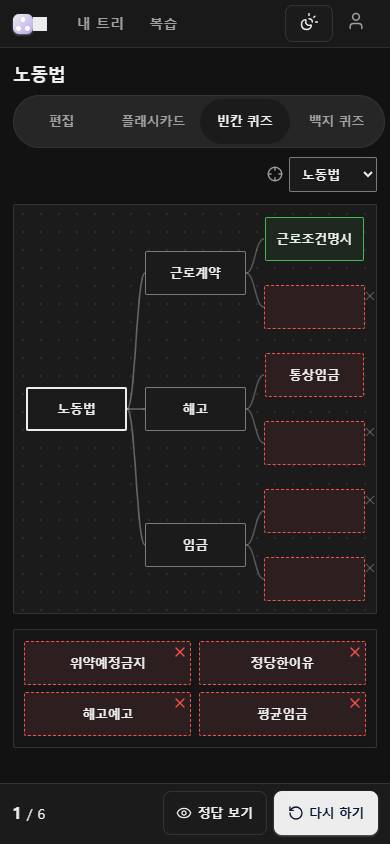 내 트리 복습
노동법
편집 플래시카드 빈칸 퀴즈 백지 퀴즈
노동법
근로조건명시
근로계약
통상임금
노동법
해고
임금
위약예정금지
정당한이유
해고예고
평균임금
1 / 6
정답 보기
다시 하기